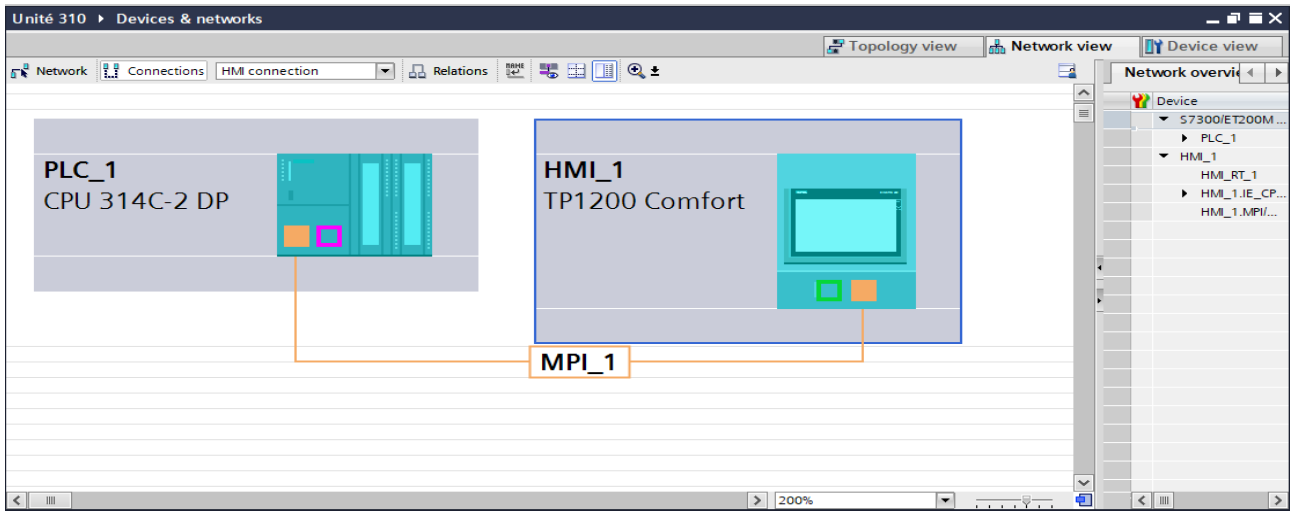 Unité 310 ▸ Devices & networks
Topology view Network view Device view
Network Connections HMI connection Relations Network overvi
Device
S7300/ET200M ...
PLC_1
HMI_1
HMI_RT_1
HMI_1.IE_CP...
HMI_1.MPI/...
PLC_1
CPU 314C-2 DP
HMI_1
TP1200 Comfort
MPI_1
200%